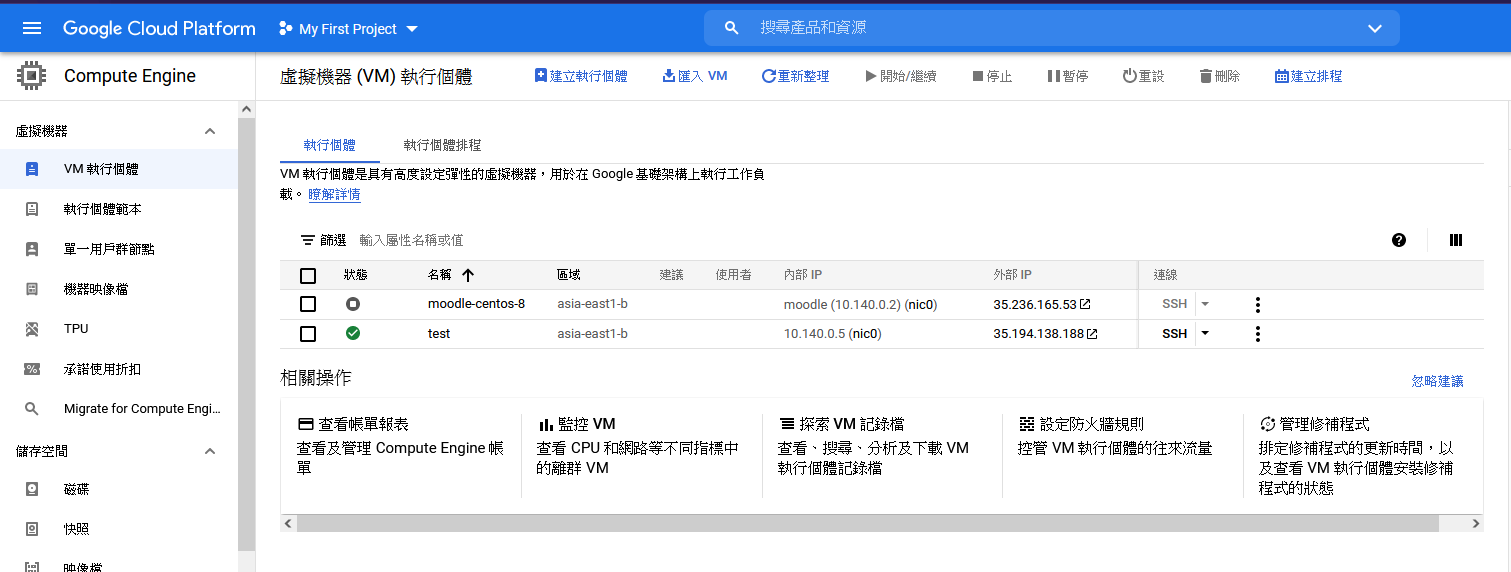 Google Cloud Platform
My First Project
搜尋產品和資源
Compute Engine
虛擬機器 (VM) 執行個體
建立執行個體
匯入 VM
重新整理
開始/繼續
停止
暫停
重設
刪除
建立排程
虛擬機器
VM 執行個體
執行個體範本
單一用戶群節點
機器映像檔
TPU
承諾使用折扣
Migrate for Compute Engi...
儲存空間
磁碟
快照
映像檔
執行個體
執行個體排程
VM 執行個體是具有高度設定彈性的虛擬機器，用於在 Google 基礎架構上執行工作負
載。 瞭解詳情
篩選 輸入屬性名稱或值
狀態 名稱 區域 建議 使用者 內部 IP 外部 IP 連線
moodle-centos-8 asia-east1-b moodle (10.140.0.2) (nic0) 35.236.165.53 SSH
test asia-east1-b 10.140.0.5 (nic0) 35.194.138.188 SSH
相關操作
忽略建議
查看帳單報表
查看及管理 Compute Engine 帳
單
監控 VM
查看 CPU 和網路等不同指標中
的離群 VM
探索 VM 記錄檔
查看、搜尋、分析及下載 VM
執行個體記錄檔
設定防火牆規則
控管 VM 執行個體的往來流量
管理修補程式
排定修補程式的更新時間，以
及查看 VM 執行個體安裝修補
程式的狀態